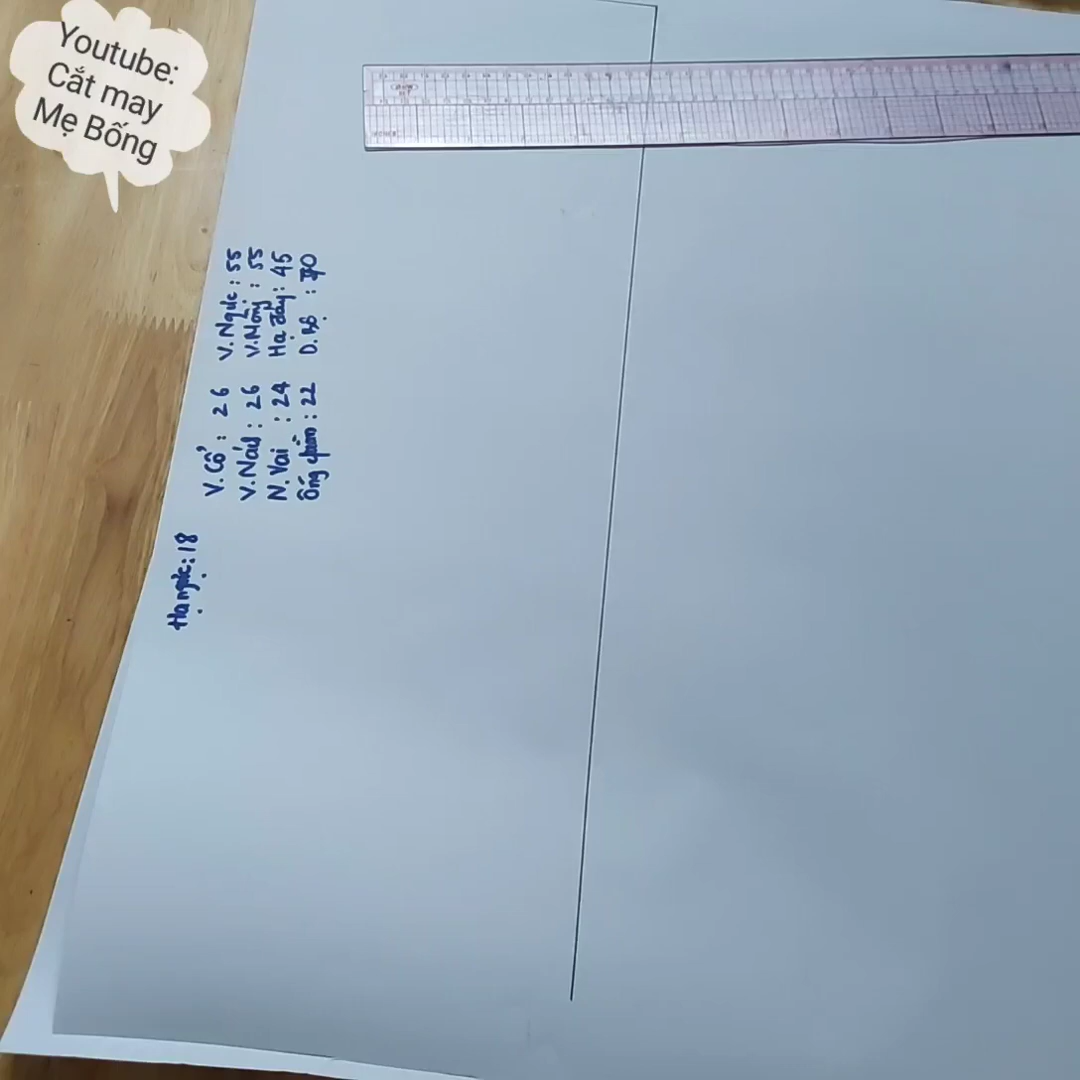 Youtube:
Cắt may
Mẹ Bống
Hạ ngực: 18
V. Cổ : 26 V. Ngực : 55
V. Nách : 26 V. Mông : 55
N. Vai : 24 Hạ đáy : 45
Ống quần : 22 D. Bộ : 70